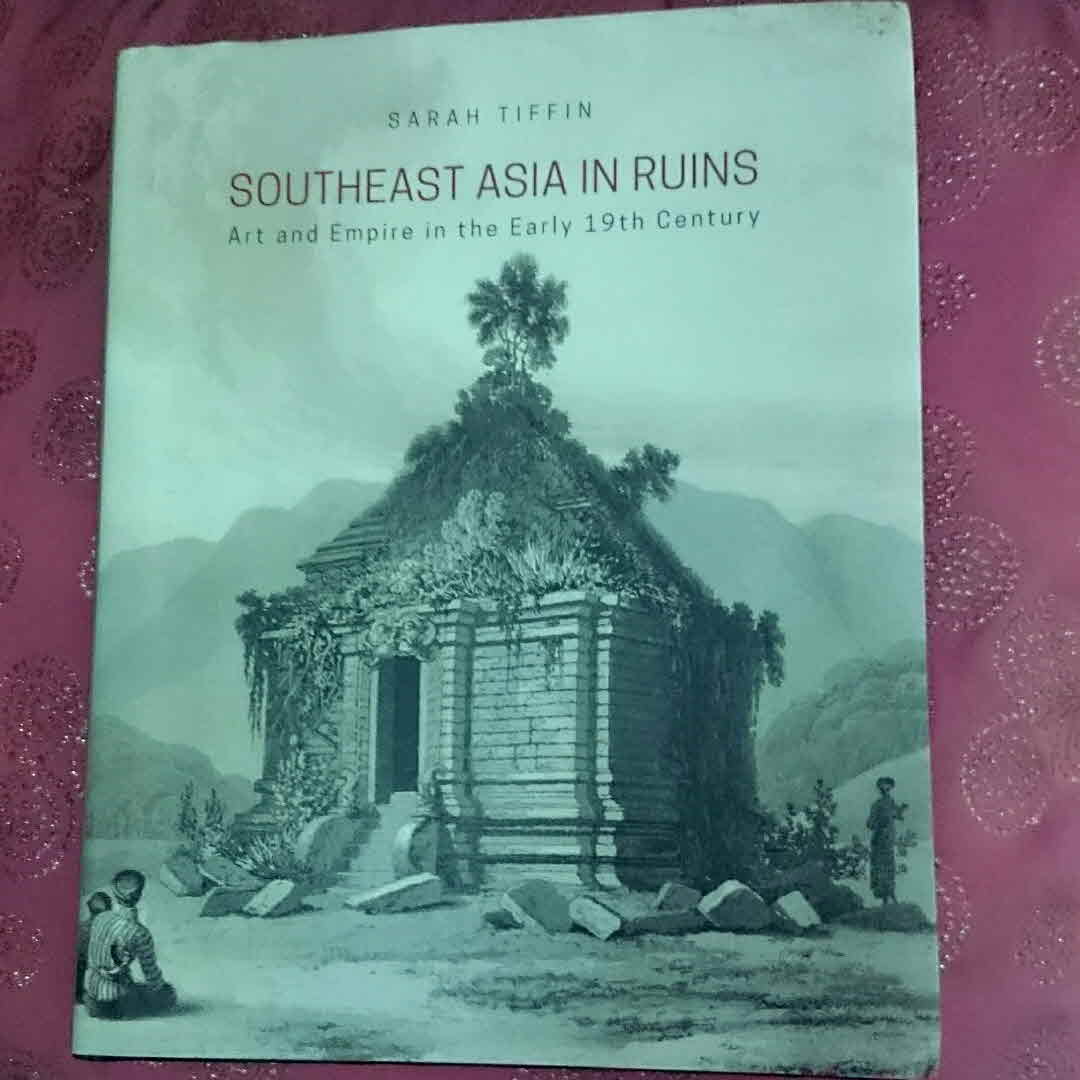 SARAH TIFFIN
SOUTHEAST ASIA IN RUINS
Art and Empire in the Early 19th Century